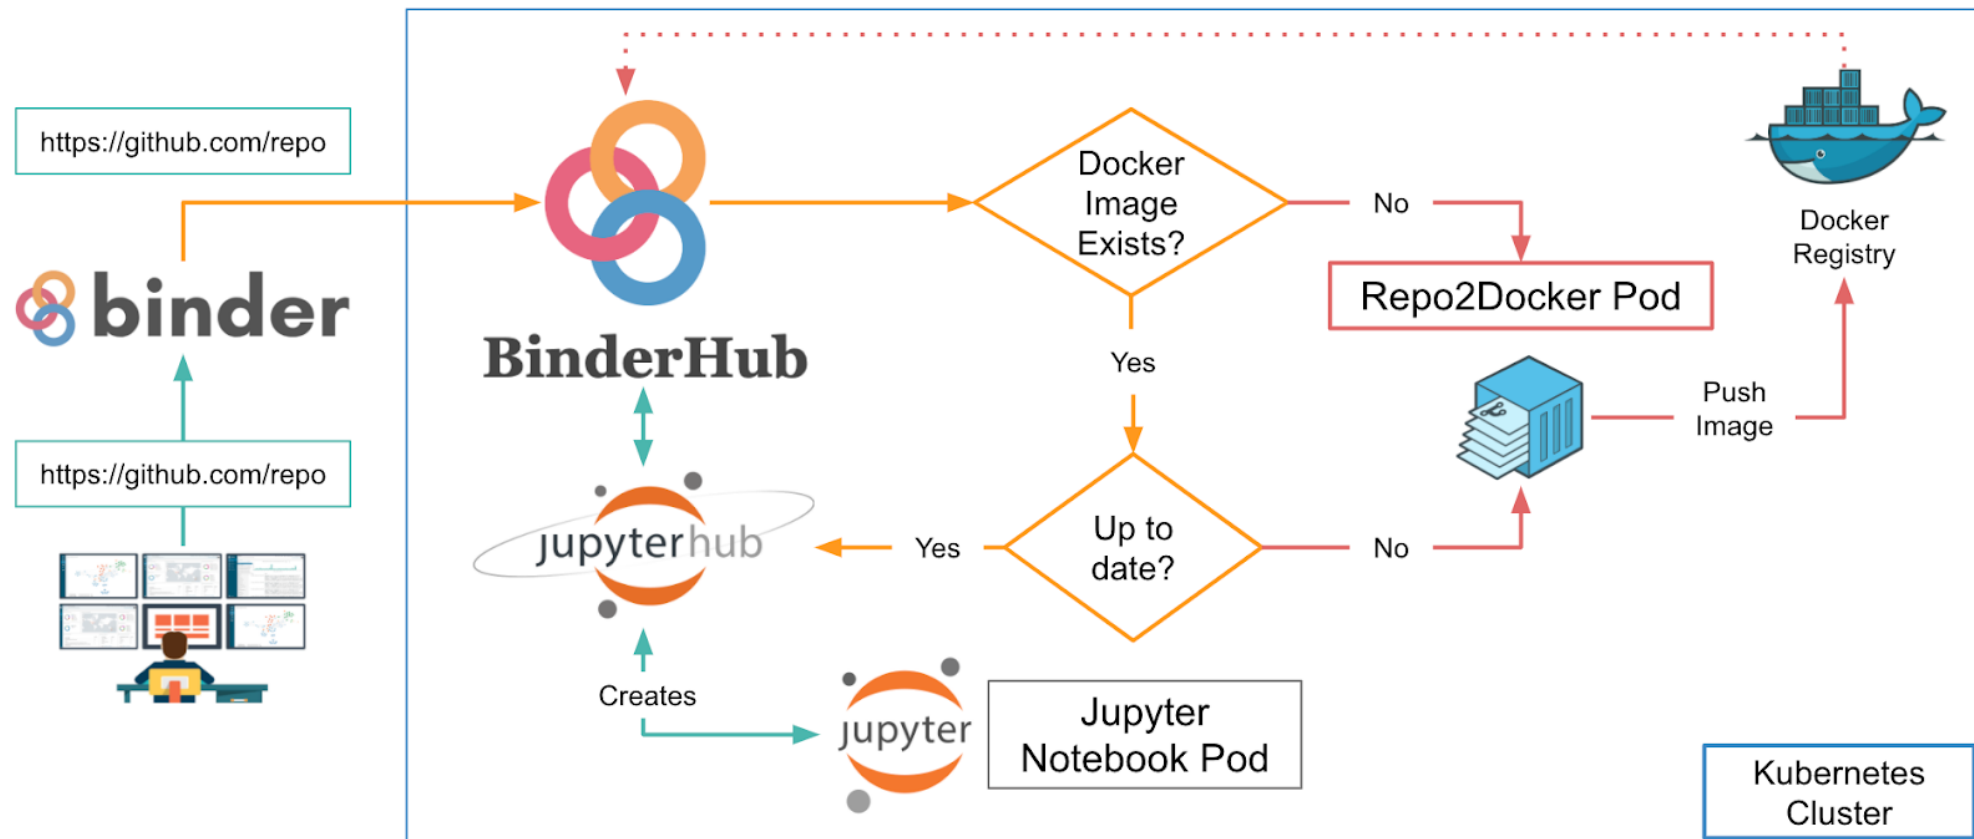 https://github.com/repo
binder
https://github.com/repo
BinderHub
Docker
Image
Exists?
No
Docker
Registry
Repo2Docker Pod
Yes
Push
Image
jupyterhub
Yes
Up to
date?
No
Creates
jupyter
Jupyter
Notebook Pod
Kubernetes
Cluster